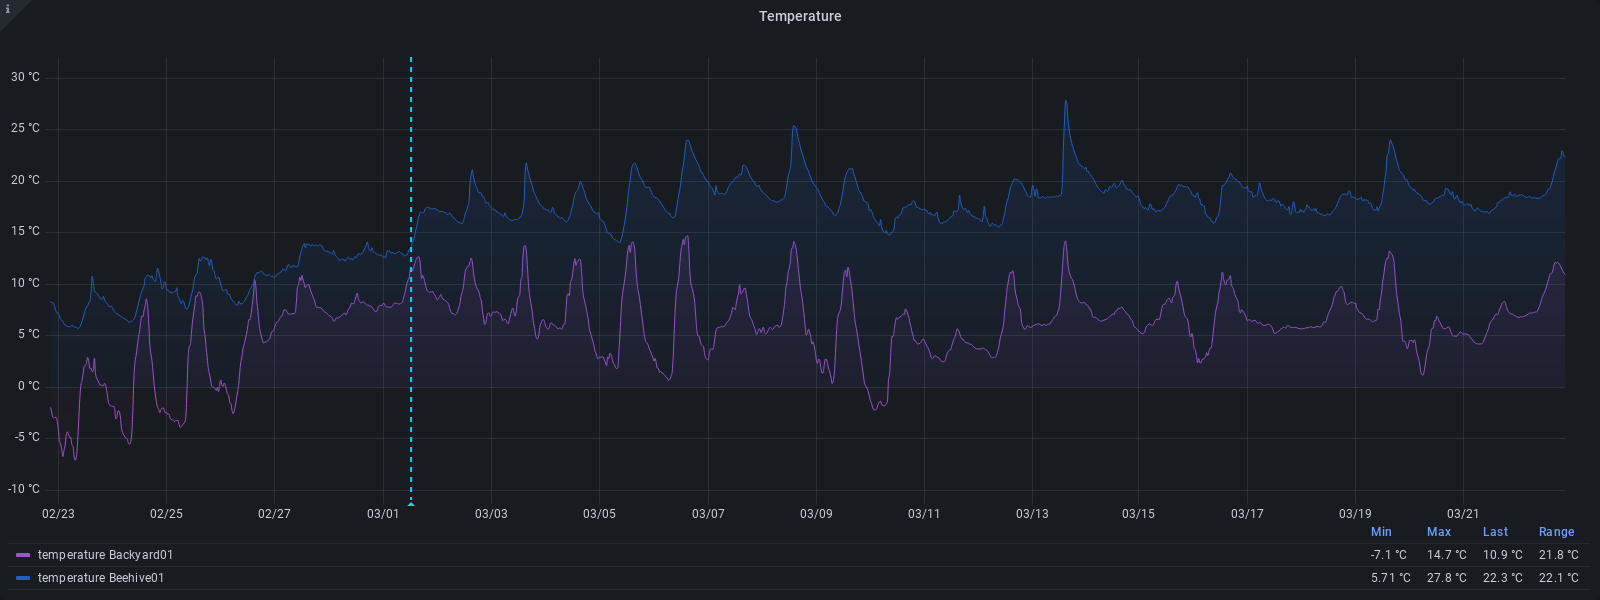 i
Temperature
30 °C
25 °C
20 °C
15 °C
10 °C
5 °C
0 °C
-5 °C
-10 °C
02/23 02/25 02/27 03/01 03/03 03/05 03/07 03/09 03/11 03/13 03/15 03/17 03/19 03/21
Min Max Last Range
temperature Backyard01 -7.1 °C 14.7 °C 10.9 °C 21.8 °C
temperature Beehive01 5.71 °C 27.8 °C 22.3 °C 22.1 °C